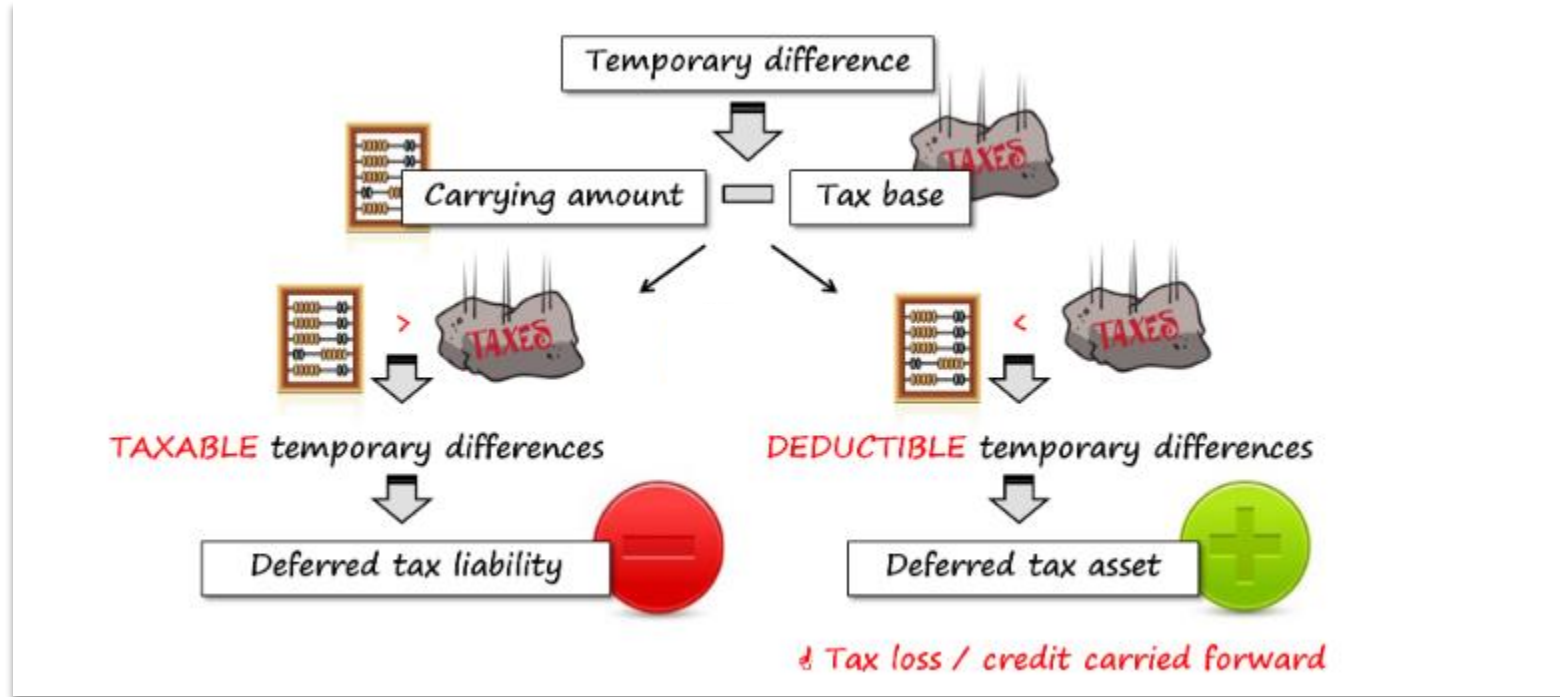 Temporary difference
TAXES
Carrying amount
Tax base
> TAXES
< TAXES
TAXABLE temporary differences
DEDUCTIBLE temporary differences
Deferred tax liability
Deferred tax asset
Tax loss / credit carried forward